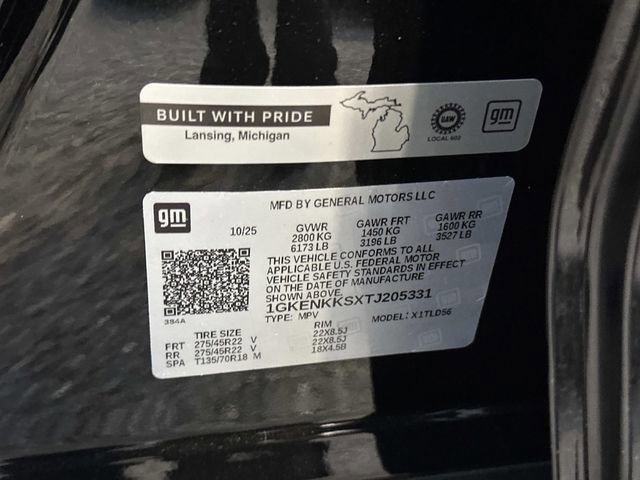 BUILT WITH PRIDE
Lansing, Michigan
UAW
LOCAL 602
gm
gm
MFD BY GENERAL MOTORS LLC
10/25
GVWR GAWR FRT GAWR RR
2800 KG 1450 KG 1600 KG
6173 LB 3196 LB 3527 LB
THIS VEHICLE CONFORMS TO ALL
APPLICABLE U.S. FEDERAL MOTOR
VEHICLE SAFETY STANDARDS IN EFFECT
ON THE DATE OF MANUFACTURE
SHOWN ABOVE.
1GKENKKSXTJ205331
384A
TYPE: MPV MODEL: X1TLD56
TIRE SIZE RIM
FRT 275/45R22 V 22X8.5J
RR 275/45R22 V 22X8.5J
SPA T135/70R18 M 18X4.5B